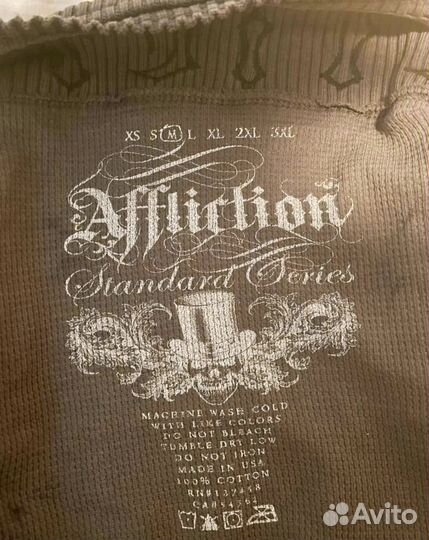 XS S M L XL 2XL 3XL
Affliction
Standard Series
MACHINE WASH COLD
WITH LIKE COLORS
DO NOT BLEACH
TUMBLE DRY LOW
DO NOT IRON
MADE IN USA
100% COTTON
Avito